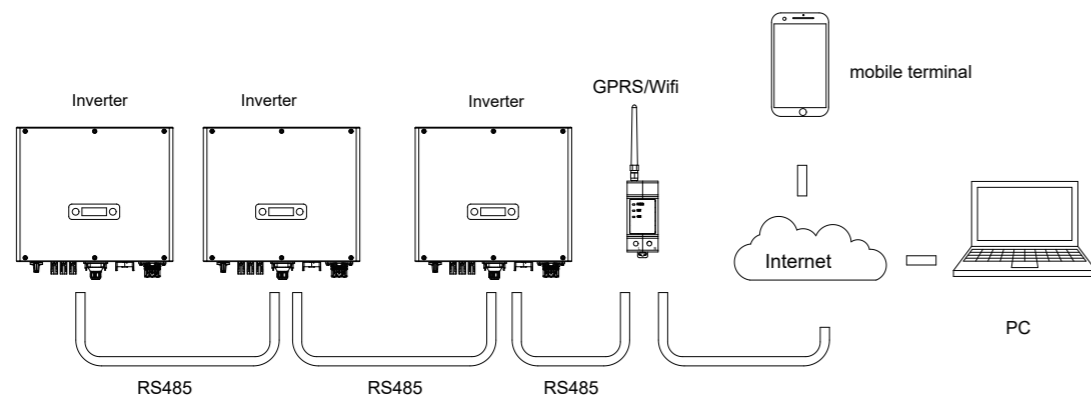 mobile terminal
GPRS/Wifi
Inverter
Inverter
Inverter
Internet
PC
RS485
RS485
RS485